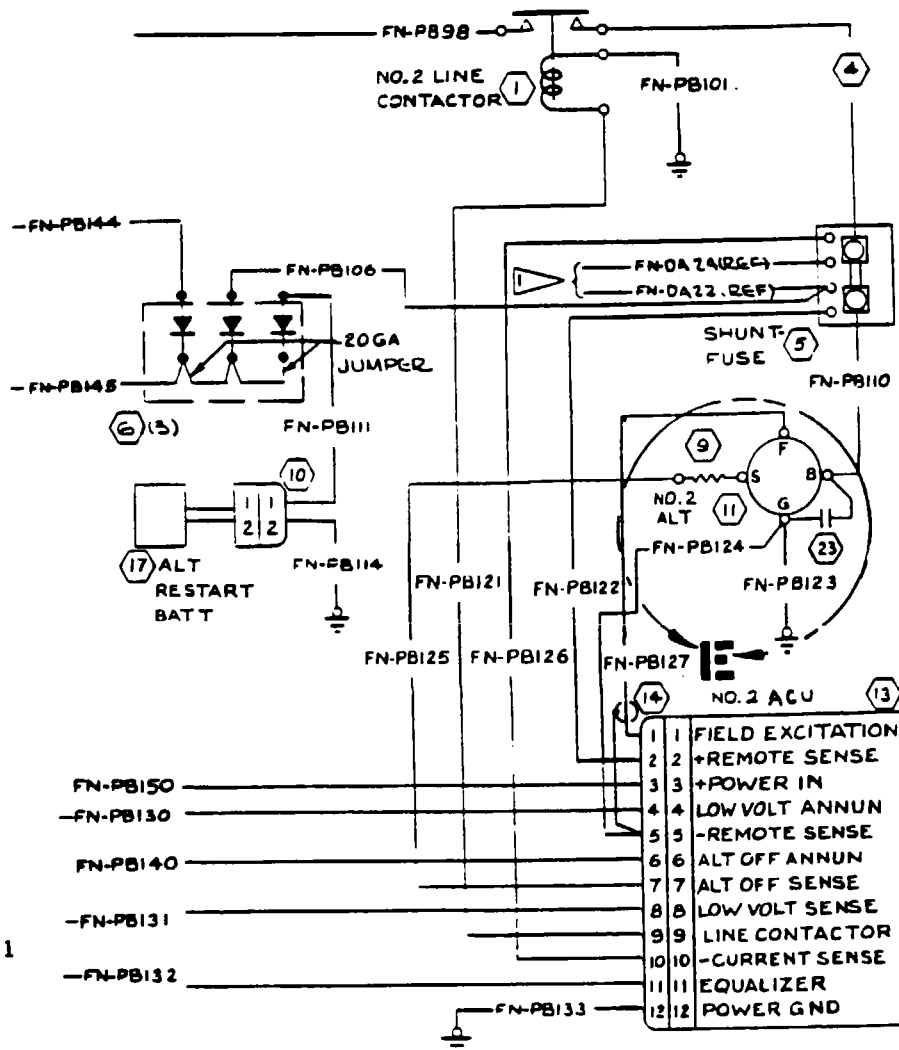 FN-PB98
NO.2 LINE
CONTACTOR
1
FN-PB101.
4
-FN-PB144
FN-PB106
1
FN-DA24(REF)
FN-DA22.REF)
20GA
JUMPER
SHUNT-
FUSE
5
-FN-PB145
6 (3)
FN-PB111
FN-PB110
10
1 1
2 2
17 ALT
RESTART
BATT
FN-PB114
9
F
S
B
G
NO.2
ALT
11
23
FN-PB124
FN-PB123
FN-PB121
FN-PB122
FN-PB125
FN-PB126
FN-PB127
14
NO.2 ACU
13
1 1 FIELD EXCITATION
2 2 +REMOTE SENSE
FN-PB150
3 3 +POWER IN
-FN-PB130
4 4 LOW VOLT ANNUN
5 5 -REMOTE SENSE
FN-PB140
6 6 ALT OFF ANNUN
7 7 ALT OFF SENSE
-FN-PB131
8 8 LOW VOLT SENSE
1
9 9 LINE CONTACTOR
-FN-PB132
10 10 -CURRENT SENSE
11 11 EQUALIZER
FN-PB133
12 12 POWER GND